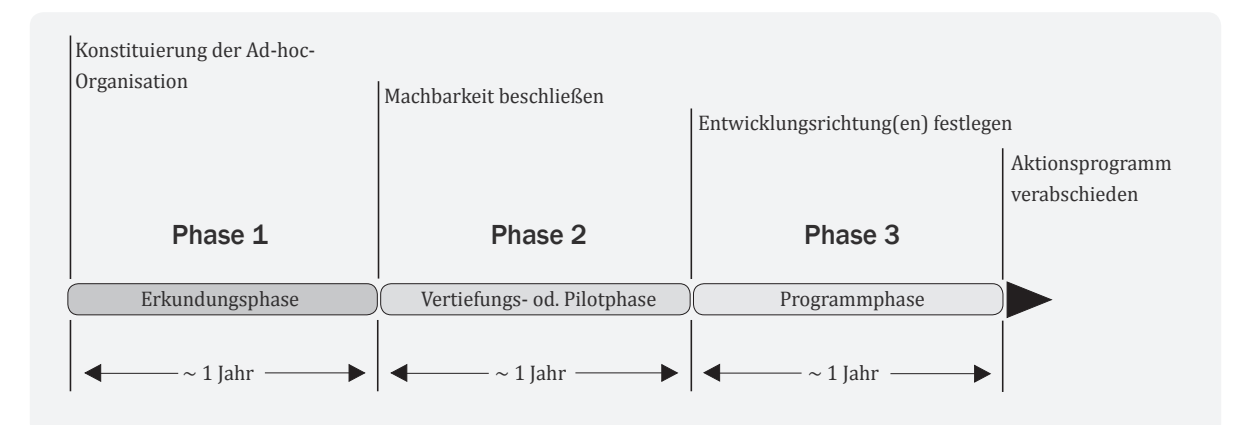 Konstituierung der Ad-hoc-
Organisation
Machbarkeit beschließen
Entwicklungsrichtung(en) festlegen
Aktionsprogramm
verabschieden
Phase 1
Phase 2
Phase 3
Erkundungsphase
Vertiefungs- od. Pilotphase
Programmphase
~ 1 Jahr
~ 1 Jahr
~ 1 Jahr